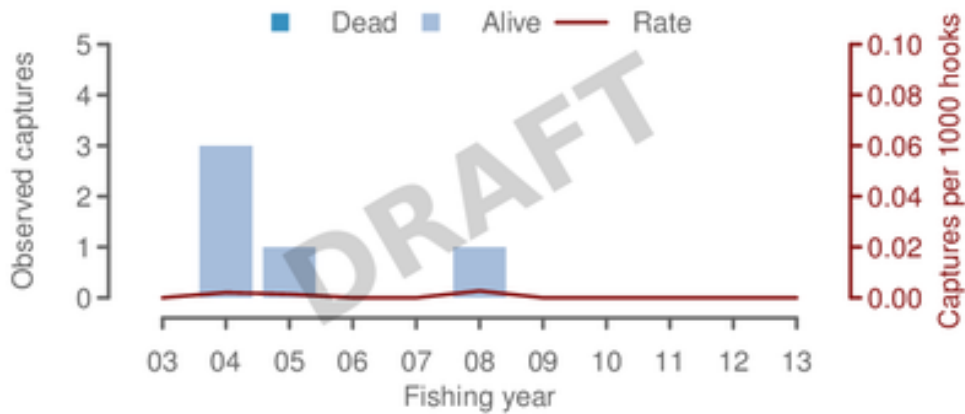 Dead Alive Rate
Observed captures
5
4
3
2
1
0
DRAFT
0.10
0.08
0.06
0.04
0.02
0.00
Captures per 1000 hooks
03 04 05 06 07 08 09 10 11 12 13
Fishing year